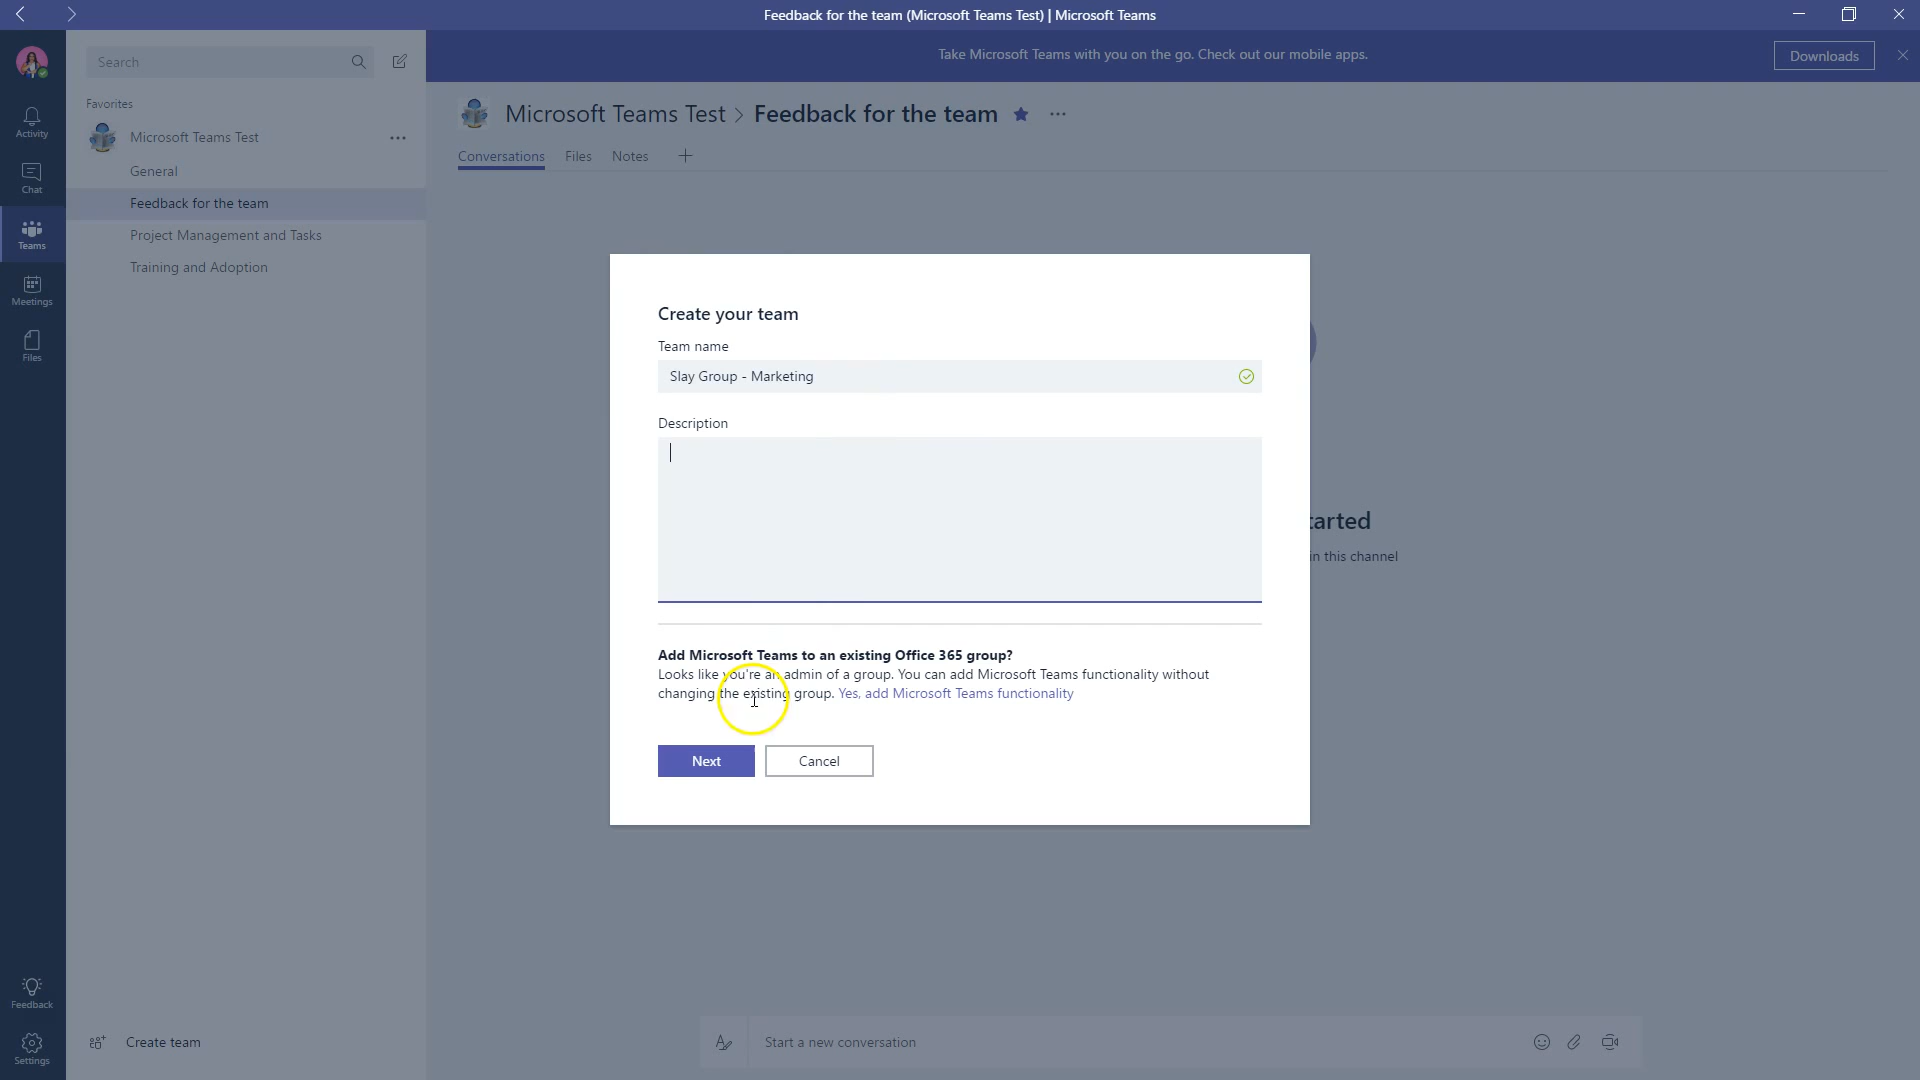 Feedback for the team (Microsoft Teams Test) | Microsoft Teams
Search
Take Microsoft Teams with you on the go. Check out our mobile apps.
Downloads
Activity
Chat
Teams
Meetings
Files
Feedback
Settings
Favorites
Microsoft Teams Test
General
Feedback for the team
Project Management and Tasks
Training and Adoption
Create team
Microsoft Teams Test > Feedback for the team
Conversations Files Notes
Create your team
Team name
Slay Group - Marketing
Description
Add Microsoft Teams to an existing Office 365 group?
Looks like you're an admin of a group. You can add Microsoft Teams functionality without
changing the existing group. Yes, add Microsoft Teams functionality
Next Cancel
tarted
in this channel
Start a new conversation